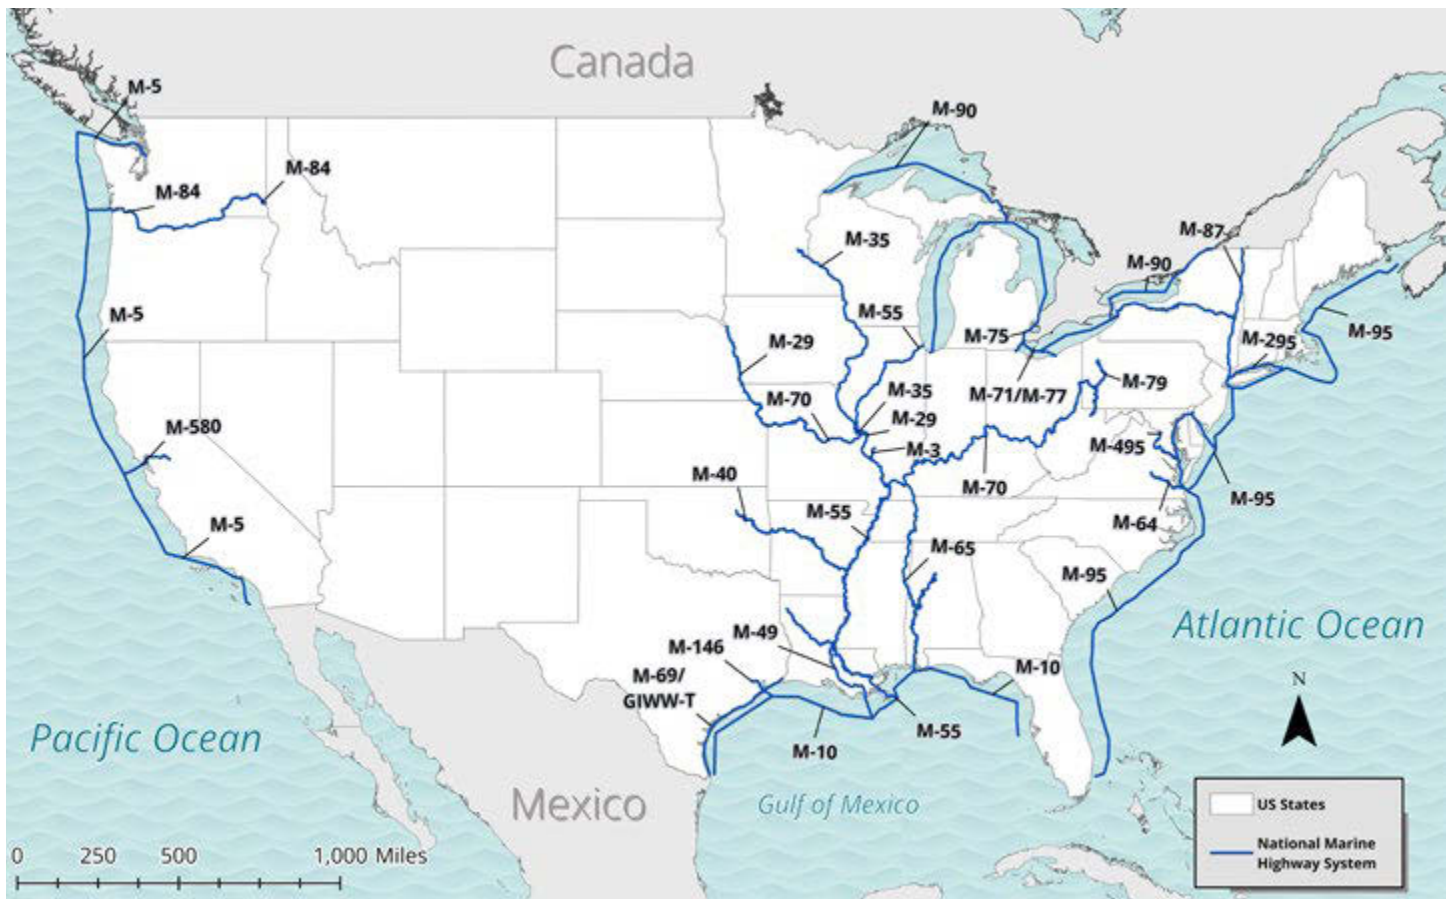 Canada
M-5
M-90
M-84
M-84
M-87
M-35
M-90
M-5
M-55
M-75
M-95
M-295
M-29
M-71/M-77
M-79
M-35
M-70
M-29
M-580
M-495
M-3
M-40
M-70
M-95
M-55
M-64
M-5
M-65
M-95
Atlantic Ocean
M-49
M-146
M-10
M-69/
GIWW-T
N
Pacific Ocean
M-55
M-10
Mexico
Gulf of Mexico
US States
National Marine
Highway System
0 250 500 1,000 Miles